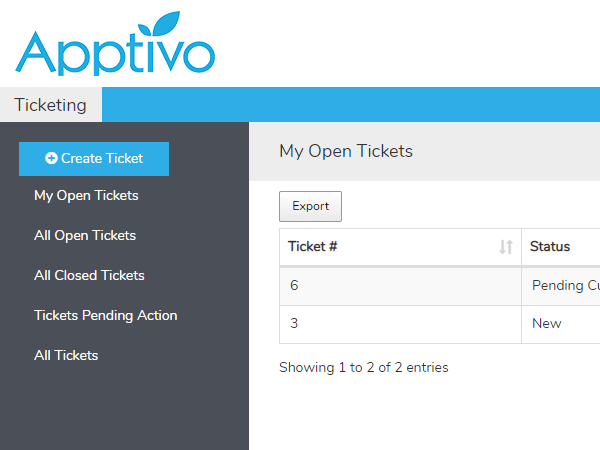 Apptivo
Ticketing
Create Ticket
My Open Tickets
All Open Tickets
All Closed Tickets
Tickets Pending Action
All Tickets
My Open Tickets
Export
Ticket # Status
6 Pending Cu
3 New
Showing 1 to 2 of 2 entries